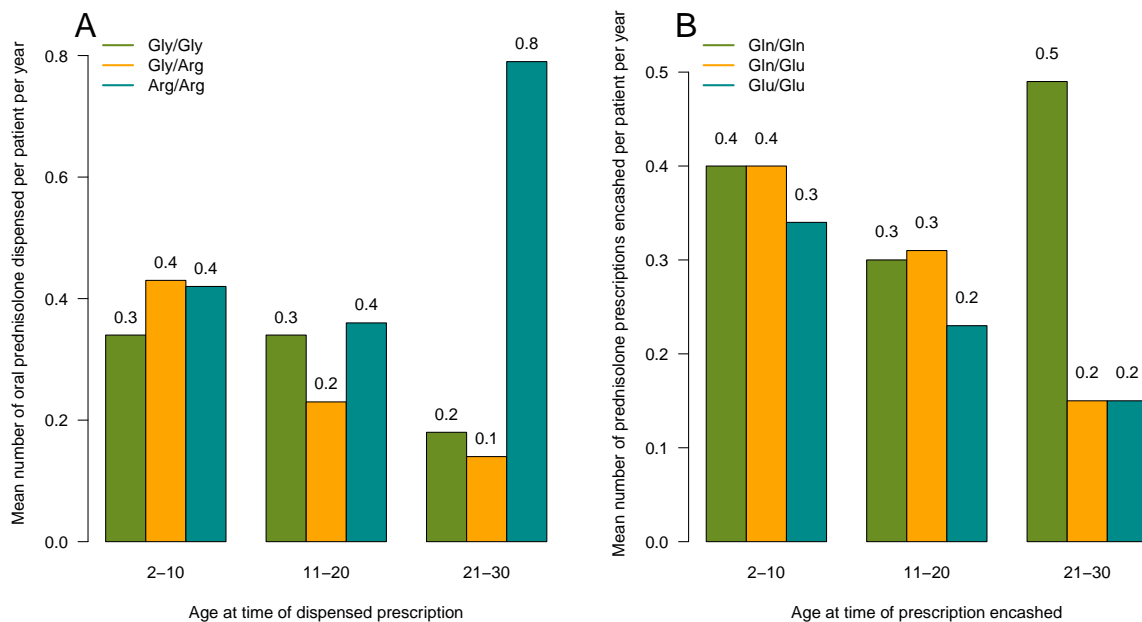 A
Gly/Gly
Gly/Arg
Arg/Arg
Mean number of oral prednisolone dispensed per patient per year
0.8
0.6
0.4
0.2
0.0
0.3
0.4
0.4
0.3
0.2
0.4
0.2
0.1
0.8
2–10
11–20
21–30
Age at time of dispensed prescription
B
Gln/Gln
Gln/Glu
Glu/Glu
Mean number of prednisolone prescriptions encashed per patient per year
0.5
0.4
0.3
0.2
0.1
0.0
0.4
0.4
0.3
0.3
0.3
0.2
0.5
0.2
0.2
2–10
11–20
21–30
Age at time of prescription encashed